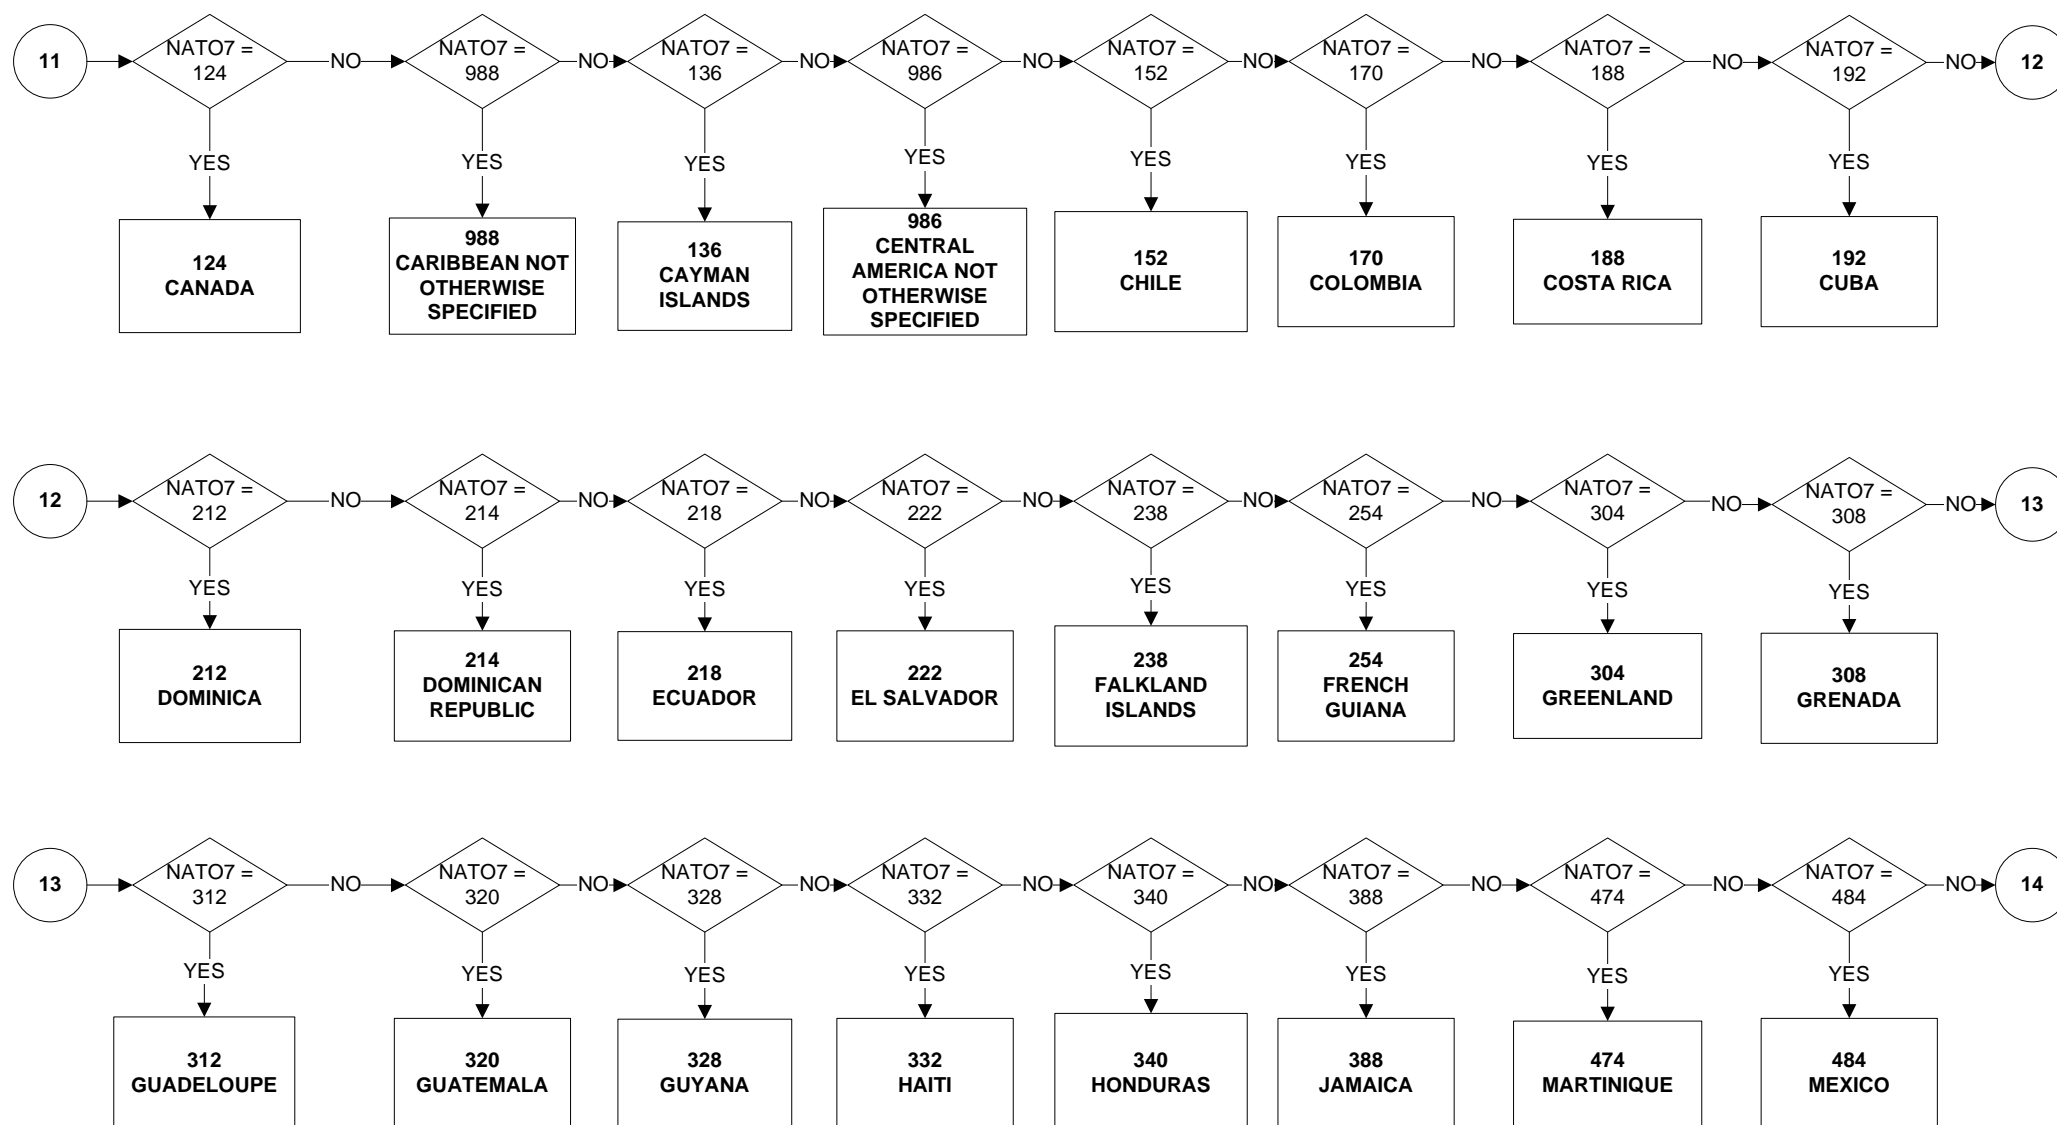 11
NATO7 =
124
NO
NATO7 =
988
NO
NATO7 =
136
NO
NATO7 =
986
NO
NATO7 =
152
NO
NATO7 =
170
NO
NATO7 =
188
NO
NATO7 =
192
NO
12
YES
YES
YES
YES
YES
YES
YES
YES
124
CANADA
988
CARIBBEAN NOT
OTHERWISE
SPECIFIED
136
CAYMAN
ISLANDS
986
CENTRAL
AMERICA NOT
OTHERWISE
SPECIFIED
152
CHILE
170
COLOMBIA
188
COSTA RICA
192
CUBA
12
NATO7 =
212
NO
NATO7 =
214
NO
NATO7 =
218
NO
NATO7 =
222
NO
NATO7 =
238
NO
NATO7 =
254
NO
NATO7 =
304
NO
NATO7 =
308
NO
13
YES
YES
YES
YES
YES
YES
YES
YES
212
DOMINICA
214
DOMINICAN
REPUBLIC
218
ECUADOR
222
EL SALVADOR
238
FALKLAND
ISLANDS
254
FRENCH
GUIANA
304
GREENLAND
308
GRENADA
13
NATO7 =
312
NO
NATO7 =
320
NO
NATO7 =
328
NO
NATO7 =
332
NO
NATO7 =
340
NO
NATO7 =
388
NO
NATO7 =
474
NO
NATO7 =
484
NO
14
YES
YES
YES
YES
YES
YES
YES
YES
312
GUADELOUPE
320
GUATEMALA
328
GUYANA
332
HAITI
340
HONDURAS
388
JAMAICA
474
MARTINIQUE
484
MEXICO